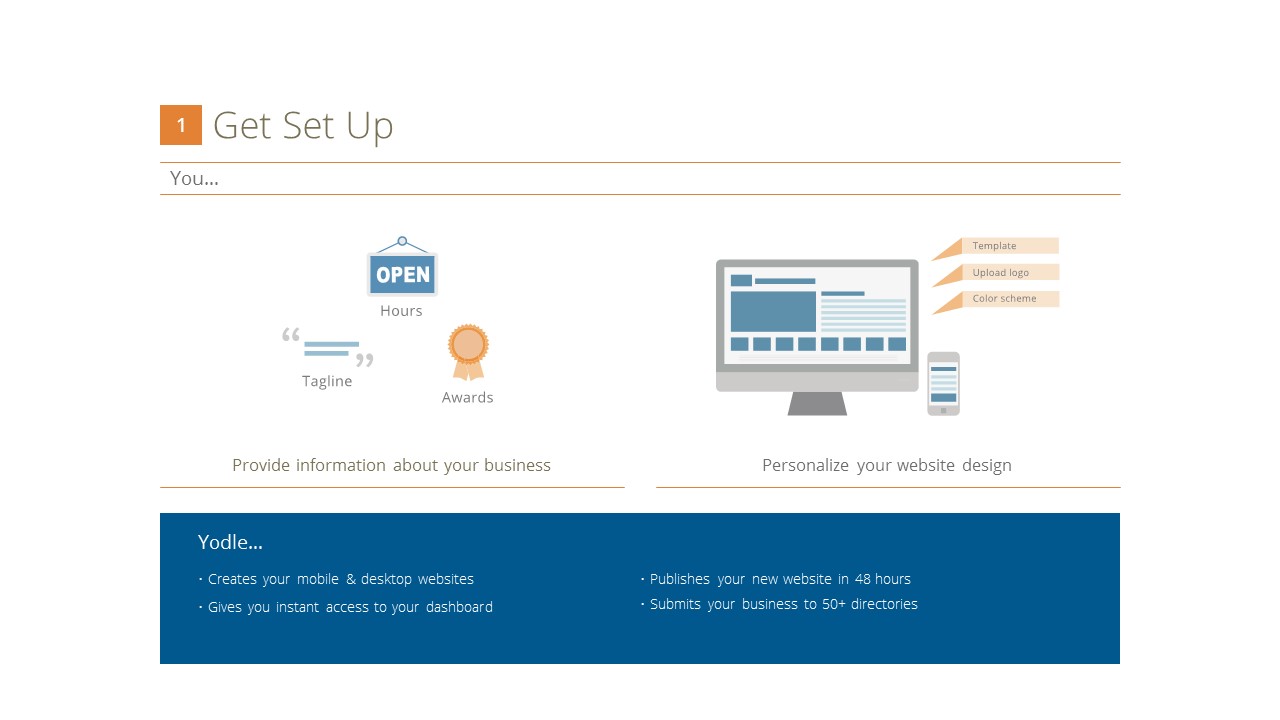 1 Get Set Up
You...
OPEN
Hours
“
”
Tagline
Awards
Template
Upload logo
Color scheme
Provide information about your business
Personalize your website design
Yodle...
· Creates your mobile & desktop websites
· Gives you instant access to your dashboard
· Publishes your new website in 48 hours
· Submits your business to 50+ directories